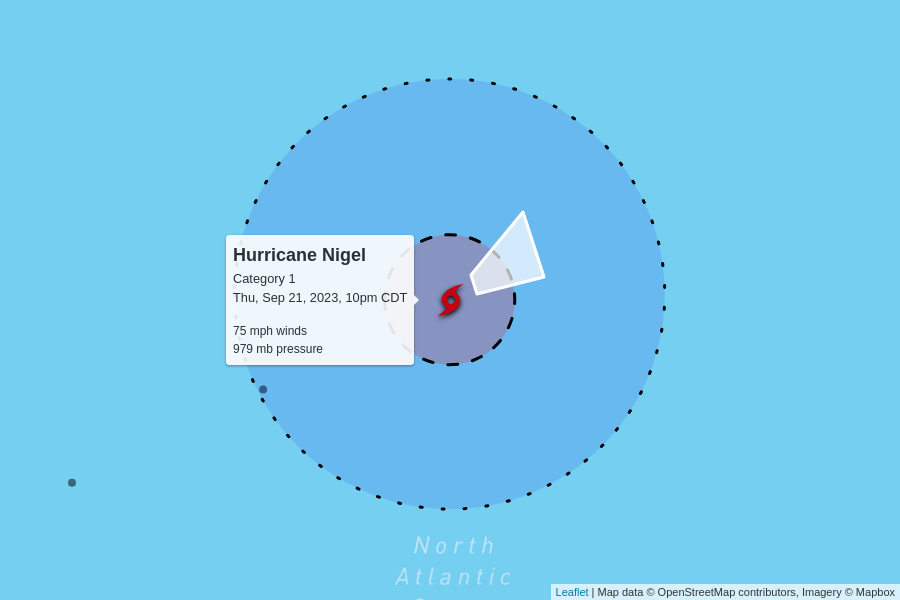 Hurricane Nigel
Category 1
Thu, Sep 21, 2023, 10pm CDT
75 mph winds
979 mb pressure
North
Atlantic
Leaflet | Map data © OpenStreetMap contributors, Imagery © Mapbox